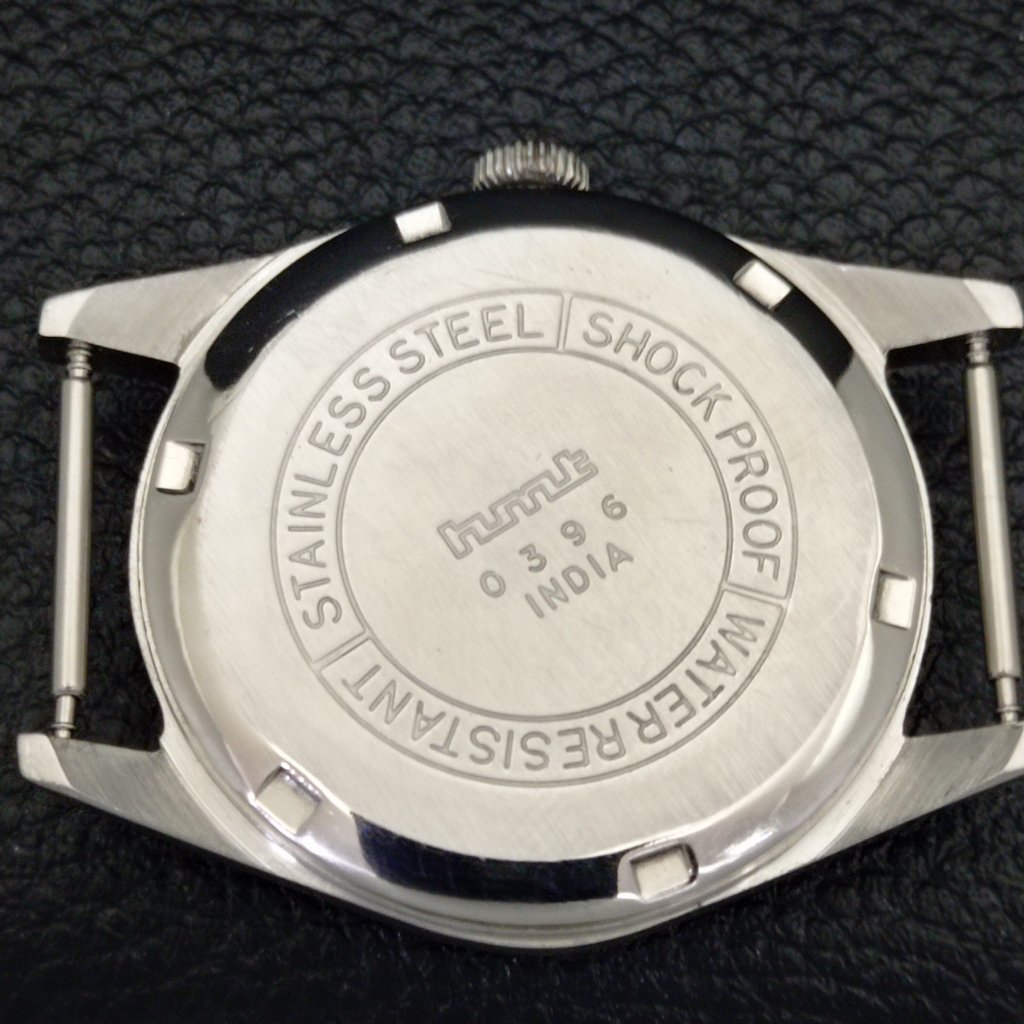 STAINLESS STEEL
SHOCK PROOF
WATER RESISTANT
hmt
0396
INDIA